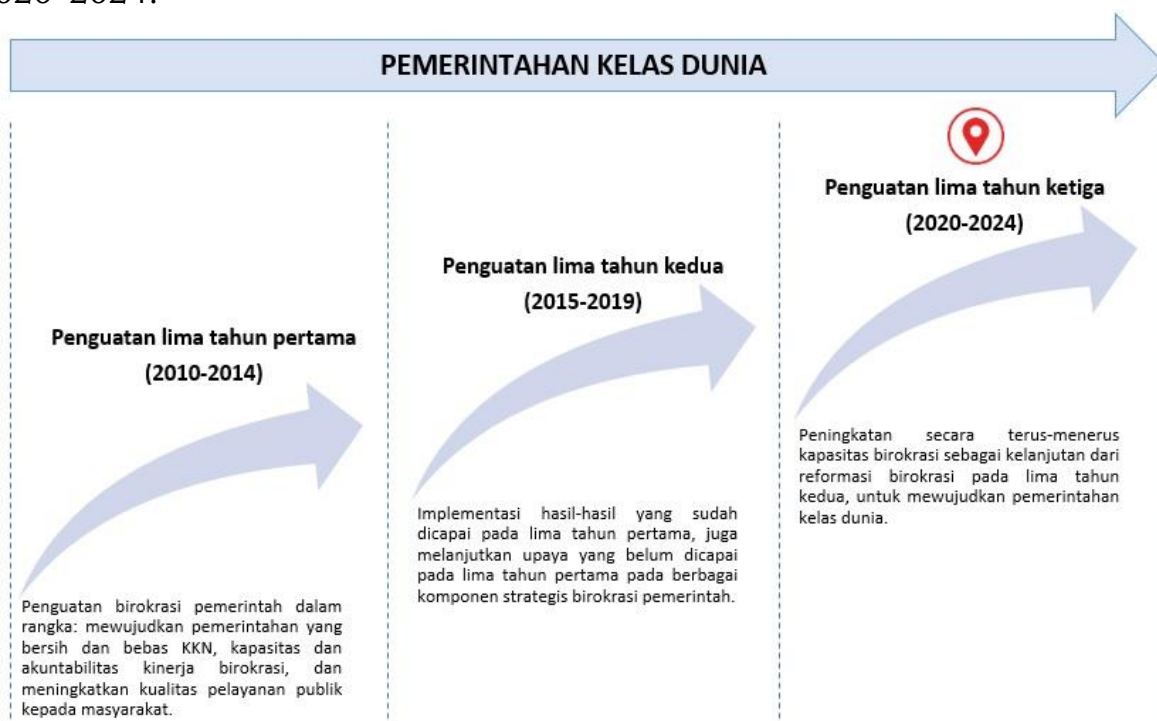 2020-2024.
PEMERINTAHAN KELAS DUNIA
Penguatan lima tahun pertama
(2010-2014)
Penguatan birokrasi pemerintah dalam
rangka: mewujudkan pemerintahan yang
bersih dan bebas KKN, kapasitas dan
akuntabilitas kinerja birokrasi, dan
meningkatkan kualitas pelayanan publik
kepada masyarakat.
Penguatan lima tahun kedua
(2015-2019)
Implementasi hasil-hasil yang sudah
dicapai pada lima tahun pertama, juga
melanjutkan upaya yang belum dicapai
pada lima tahun pertama pada berbagai
komponen strategis birokrasi pemerintah.
Penguatan lima tahun ketiga
(2020-2024)
Peningkatan secara terus-menerus
kapasitas birokrasi sebagai kelanjutan dari
reformasi birokrasi pada lima tahun
kedua, untuk mewujudkan pemerintahan
kelas dunia.